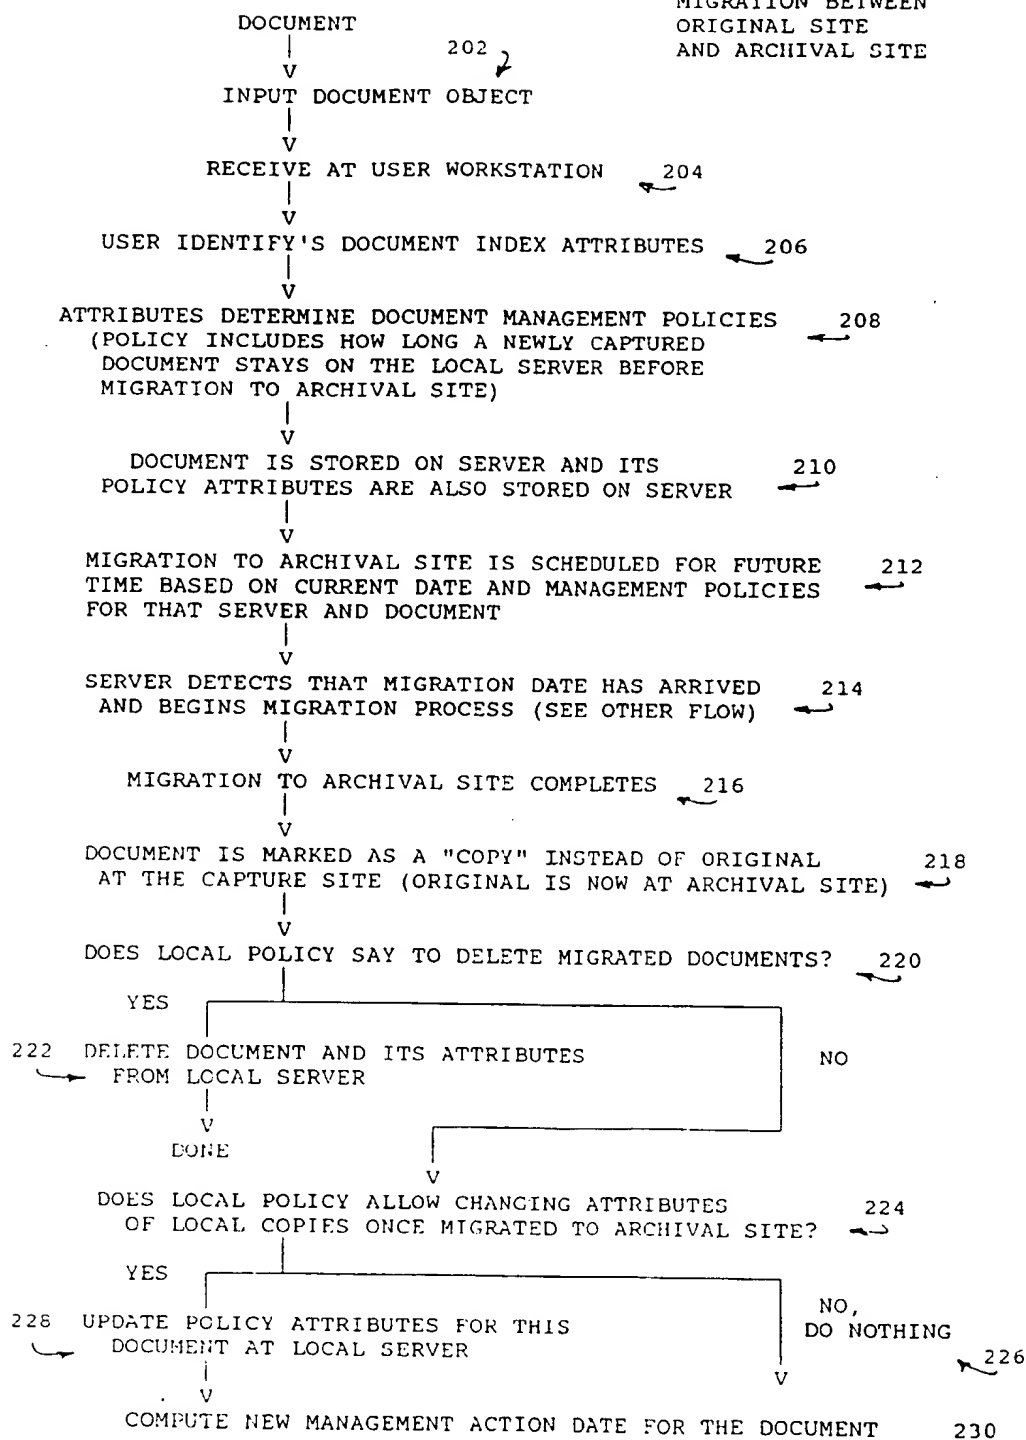 MIGRATION BETWEEN
ORIGINAL SITE
AND ARCHIVAL SITE
DOCUMENT
202
INPUT DOCUMENT OBJECT
V
RECEIVE AT USER WORKSTATION 204
V
USER IDENTIFY'S DOCUMENT INDEX ATTRIBUTES 206
V
ATTRIBUTES DETERMINE DOCUMENT MANAGEMENT POLICIES 208
(POLICY INCLUDES HOW LONG A NEWLY CAPTURED
DOCUMENT STAYS ON THE LOCAL SERVER BEFORE
MIGRATION TO ARCHIVAL SITE)
V
DOCUMENT IS STORED ON SERVER AND ITS 210
POLICY ATTRIBUTES ARE ALSO STORED ON SERVER
V
MIGRATION TO ARCHIVAL SITE IS SCHEDULED FOR FUTURE 212
TIME BASED ON CURRENT DATE AND MANAGEMENT POLICIES
FOR THAT SERVER AND DOCUMENT
V
SERVER DETECTS THAT MIGRATION DATE HAS ARRIVED 214
AND BEGINS MIGRATION PROCESS (SEE OTHER FLOW)
V
MIGRATION TO ARCHIVAL SITE COMPLETES 216
V
DOCUMENT IS MARKED AS A "COPY" INSTEAD OF ORIGINAL 218
AT THE CAPTURE SITE (ORIGINAL IS NOW AT ARCHIVAL SITE)
V
DOES LOCAL POLICY SAY TO DELETE MIGRATED DOCUMENTS? 220
YES
222 DELETE DOCUMENT AND ITS ATTRIBUTES NO
FROM LOCAL SERVER
V
DONE
V
DOES LOCAL POLICY ALLOW CHANGING ATTRIBUTES 224
OF LOCAL COPIES ONCE MIGRATED TO ARCHIVAL SITE?
YES
NO,
228 UPDATE POLICY ATTRIBUTES FOR THIS DO NOTHING
DOCUMENT AT LOCAL SERVER 226
V
V
COMPUTE NEW MANAGEMENT ACTION DATE FOR THE DOCUMENT 230